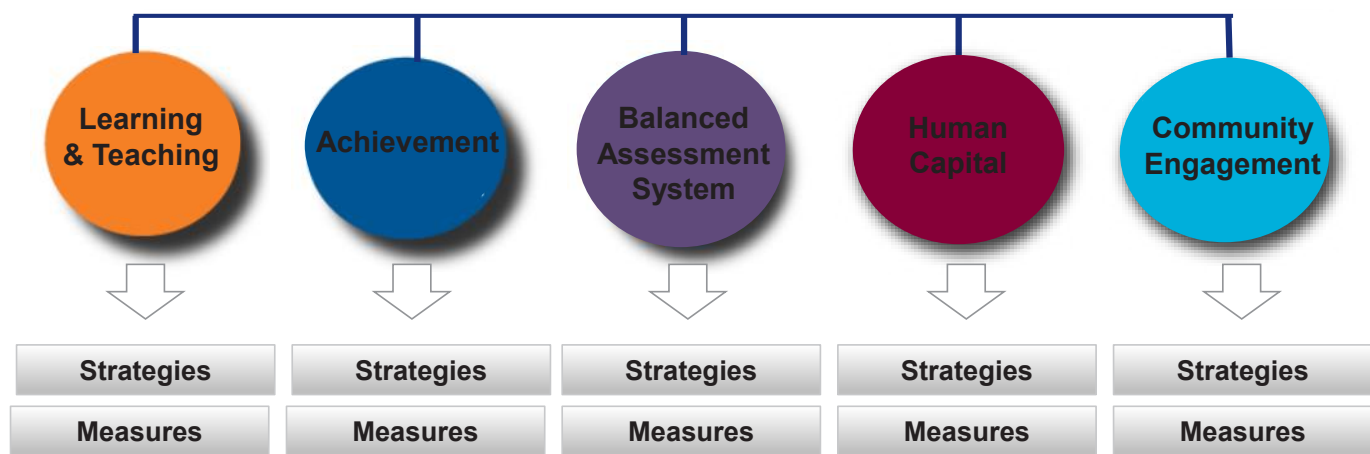 Learning
& Teaching
Achievement
Balanced
Assessment
System
Human
Capital
Community
Engagement
Strategies
Strategies
Strategies
Strategies
Strategies
Measures
Measures
Measures
Measures
Measures